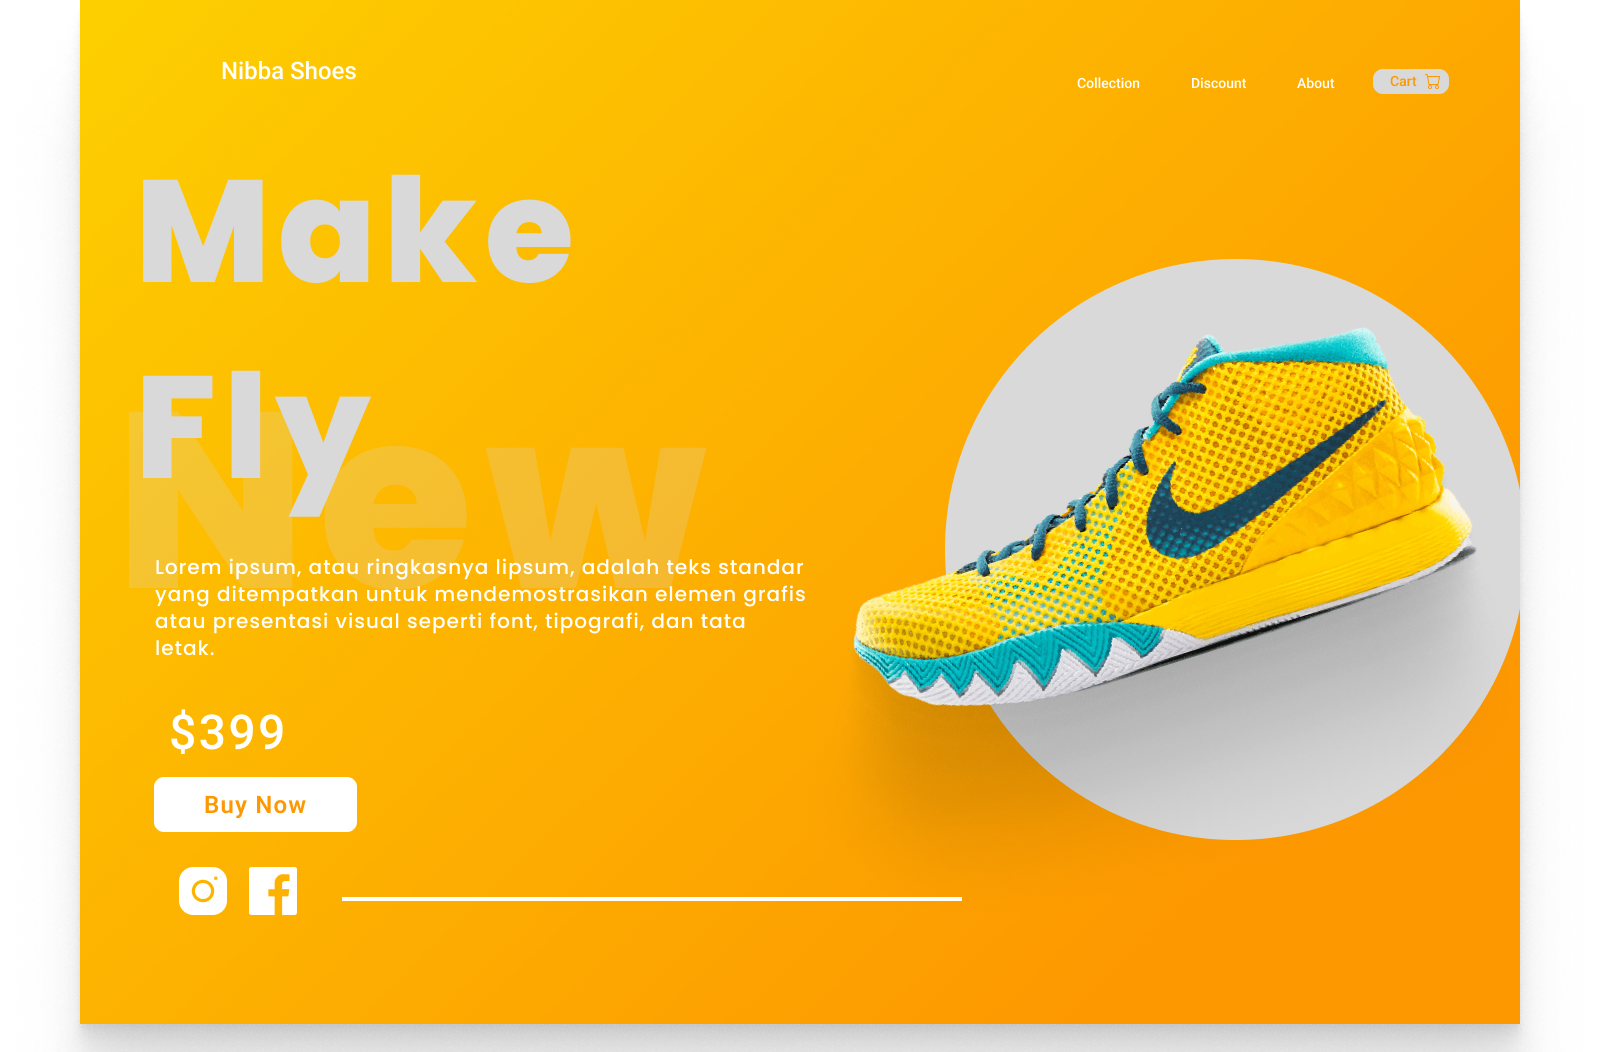 Nibba Shoes
Collection
Discount
About
Cart
Make
Fly
New
Lorem ipsum, atau ringkasnya lipsum, adalah teks standar
yang ditempatkan untuk mendemostrasikan elemen grafis
atau presentasi visual seperti font, tipografi, dan tata
letak.
$399
Buy Now